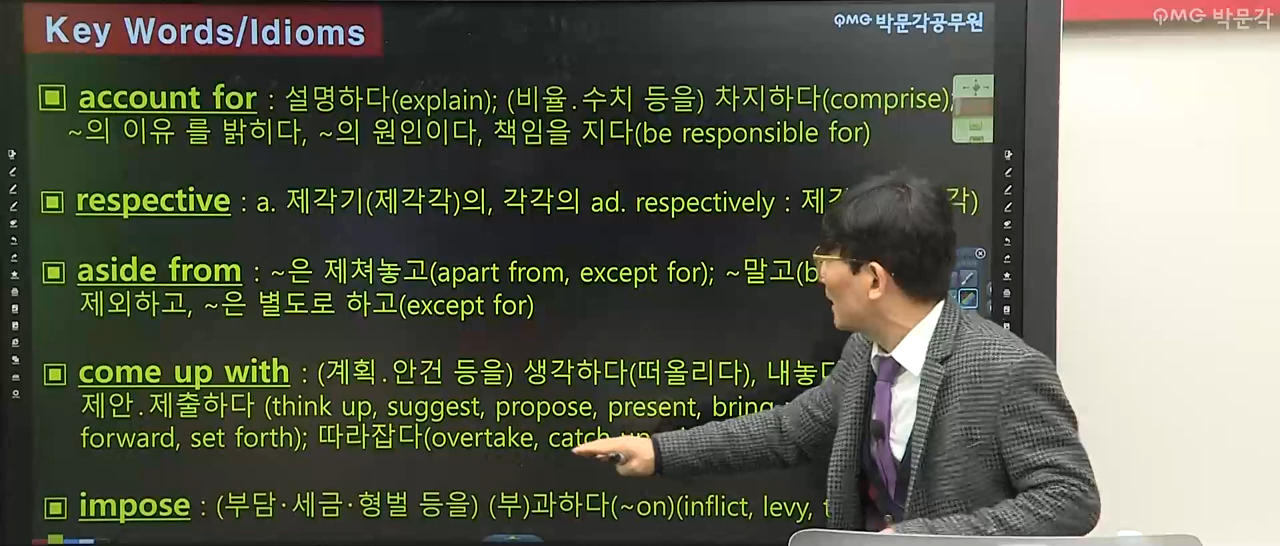 Key Words/Idioms
PMG 박문각공무원
PMG 박문각
account for : 설명하다(explain); (비율.수치 등을) 차지하다(comprise);
~의 이유 를 밝히다, ~의 원인이다, 책임을 지다(be responsible for)
respective : a. 제각기(제각각)의, 각각의 ad. respectively : 각)
aside from : ~은 제쳐놓고(apart from, except for); ~말고(
제외하고, ~은 별도로 하고(except for)
come up with : (계획.안건 등을) 생각하다(떠올리다),
제안.제출하다 (think up, suggest, propose, present, bring
forward, set forth); 따라잡다(overtake, catch
impose : (부담·세금·형벌 등을) (부)과하다(~on)(inflict, levy,